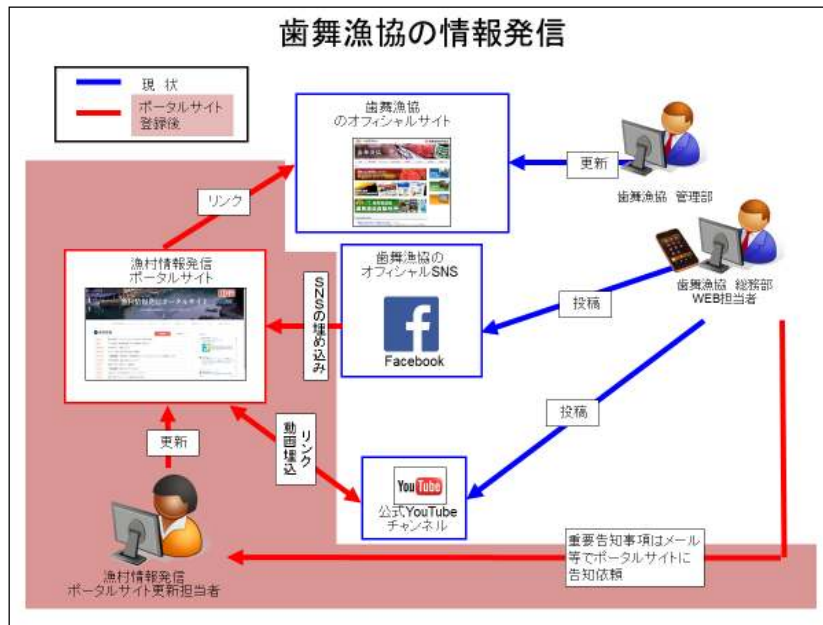 歯舞漁協の情報発信
現 状
ポータルサイト
登録後
歯舞漁協
のオフィシャルサイト
更新
歯舞漁協 管理部
リンク
漁村情報発信
ポータルサイト
SNSの埋め込み
歯舞漁協の
オフィシャルSNS
Facebook
投稿
歯舞漁協 総務部
WEB担当者
更新
リンク
動画埋込
投稿
YouTube
公式YouTube
チャンネル
重要告知事項はメール
等でポータルサイトに
告知依頼
漁村情報発信
ポータルサイト更新担当者